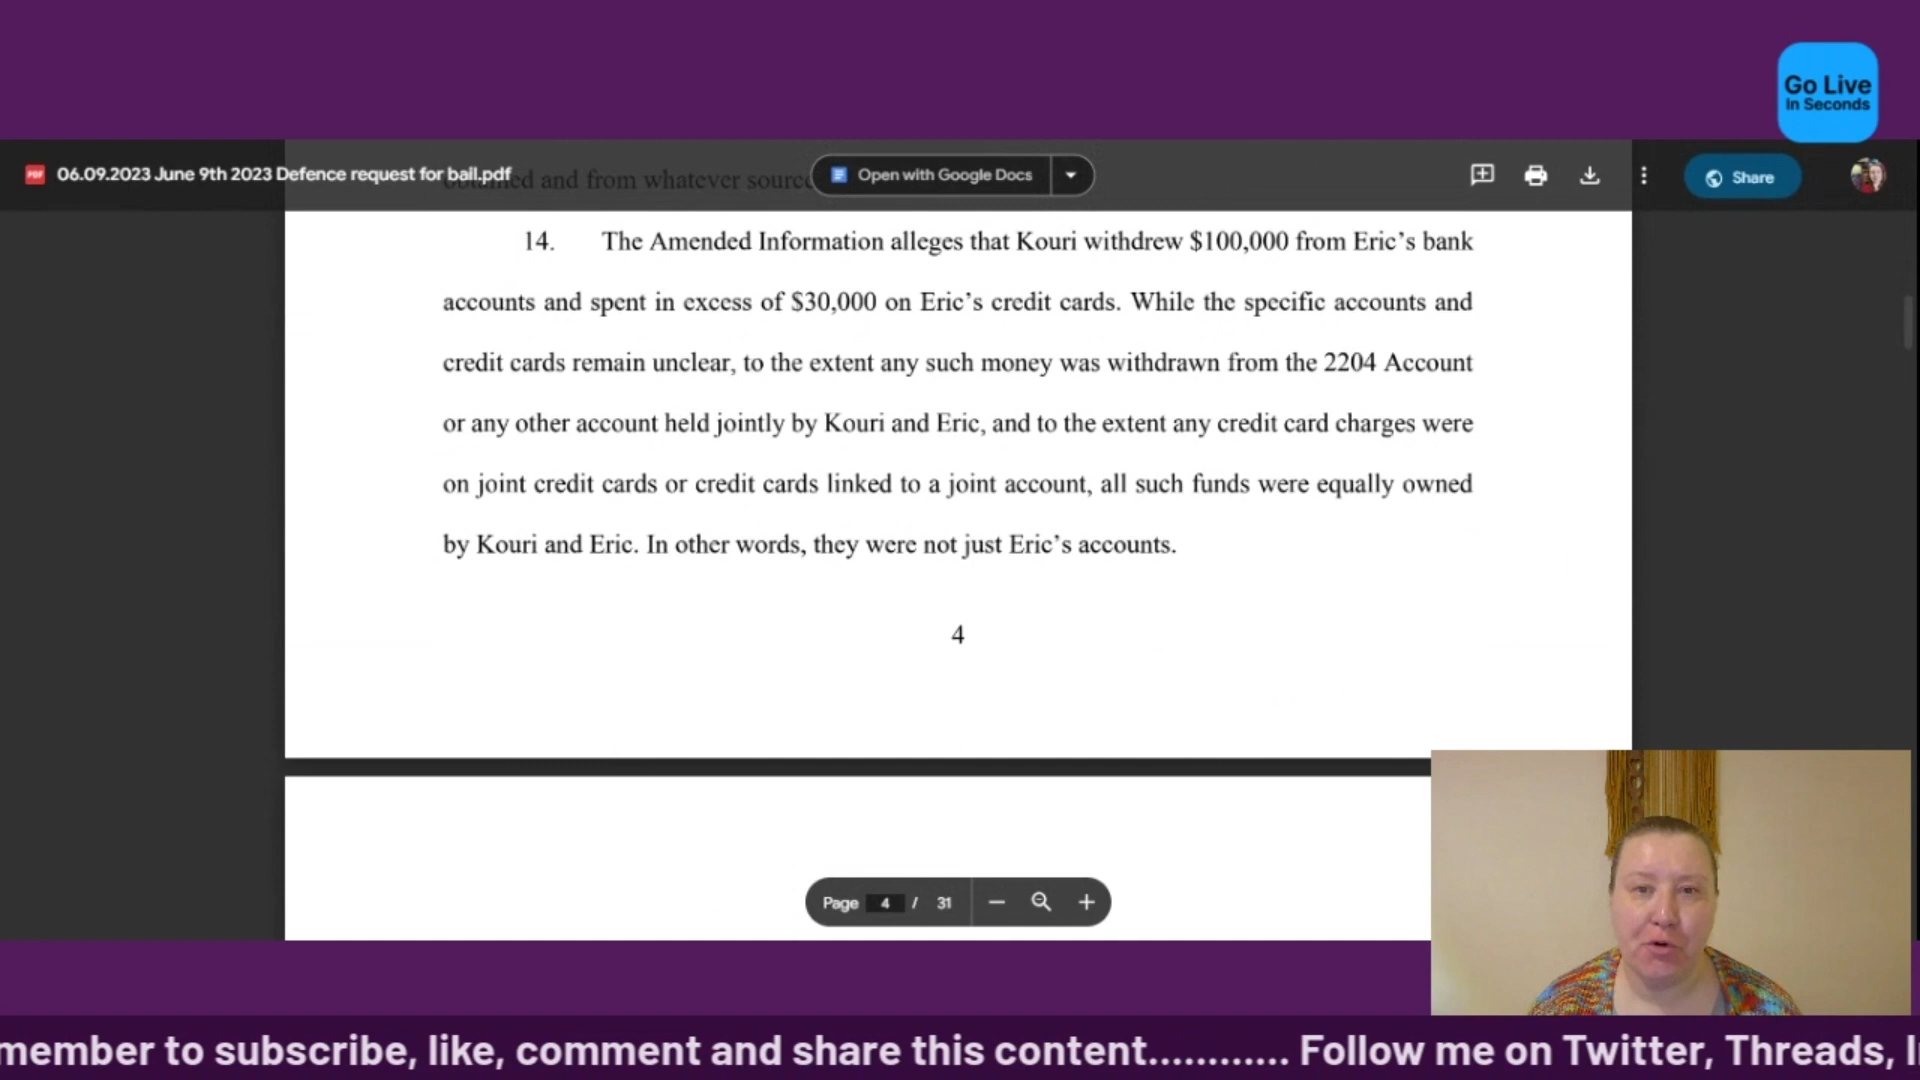 Go Live
In Seconds
06.09.2023 June 9th 2023 Defence request for bail.pdf
and from whatever source
Open with Google Docs
Share
14. The Amended Information alleges that Kouri withdrew $100,000 from Eric’s bank
accounts and spent in excess of $30,000 on Eric’s credit cards. While the specific accounts and
credit cards remain unclear, to the extent any such money was withdrawn from the 2204 Account
or any other account held jointly by Kouri and Eric, and to the extent any credit card charges were
on joint credit cards or credit cards linked to a joint account, all such funds were equally owned
by Kouri and Eric. In other words, they were not just Eric’s accounts.
4
Page 4 / 31
member to subscribe, like, comment and share this content............ Follow me on Twitter, Threads, I